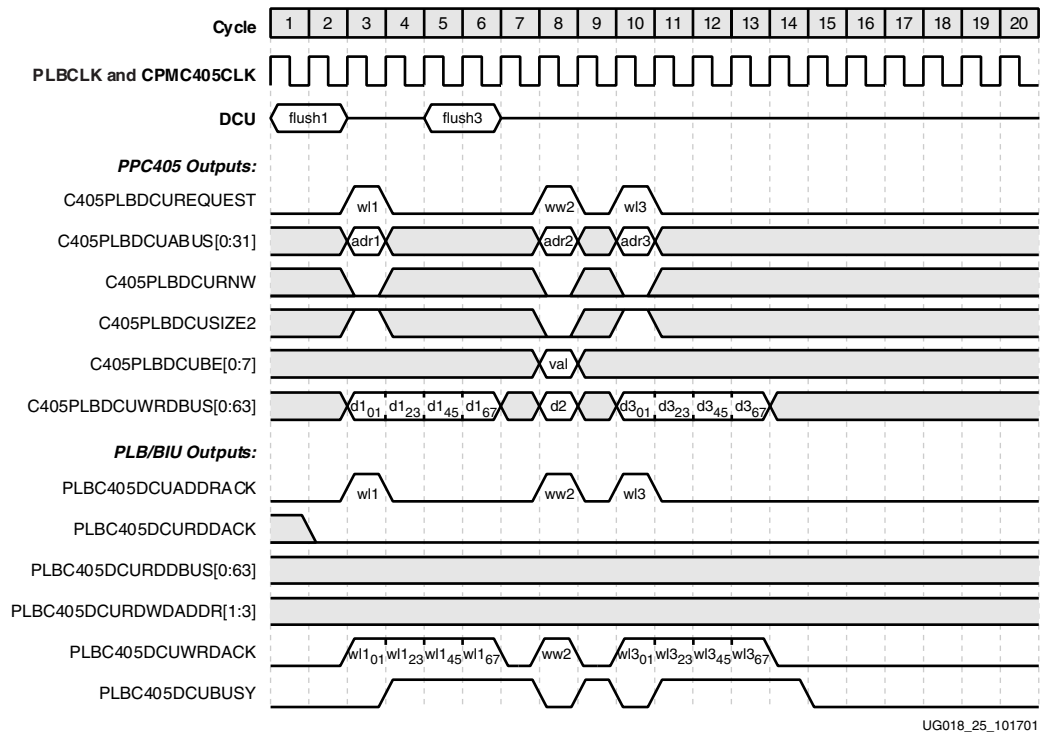 Cycle 1 2 3 4 5 6 7 8 9 10 11 12 13 14 15 16 17 18 19 20
PLBCLK and CPMC405CLK
DCU flush1 flush3
PPC405 Outputs:
C405PLBDCUREQUEST wl1 ww2 wl3
C405PLBDCUABUS[0:31] adr1 adr2 adr3
C405PLBDCURNW
C405PLBDCUSIZE2
C405PLBDCUBE[0:7] val
C405PLBDCUWRDBUS[0:63] d101 d123 d145 d167 d2 d301 d323 d345 d367
PLB/BIU Outputs:
PLBC405DCUADDRACK wl1 ww2 wl3
PLBC405DCURDDACK
PLBC405DCURDDBUS[0:63]
PLBC405DCURDWDADDR[1:3]
PLBC405DCUWRDACK wl101 wl123 wl145 wl167 ww2 wl301 wl323 wl345 wl367
PLBC405DCUBUSY
UG018_25_101701